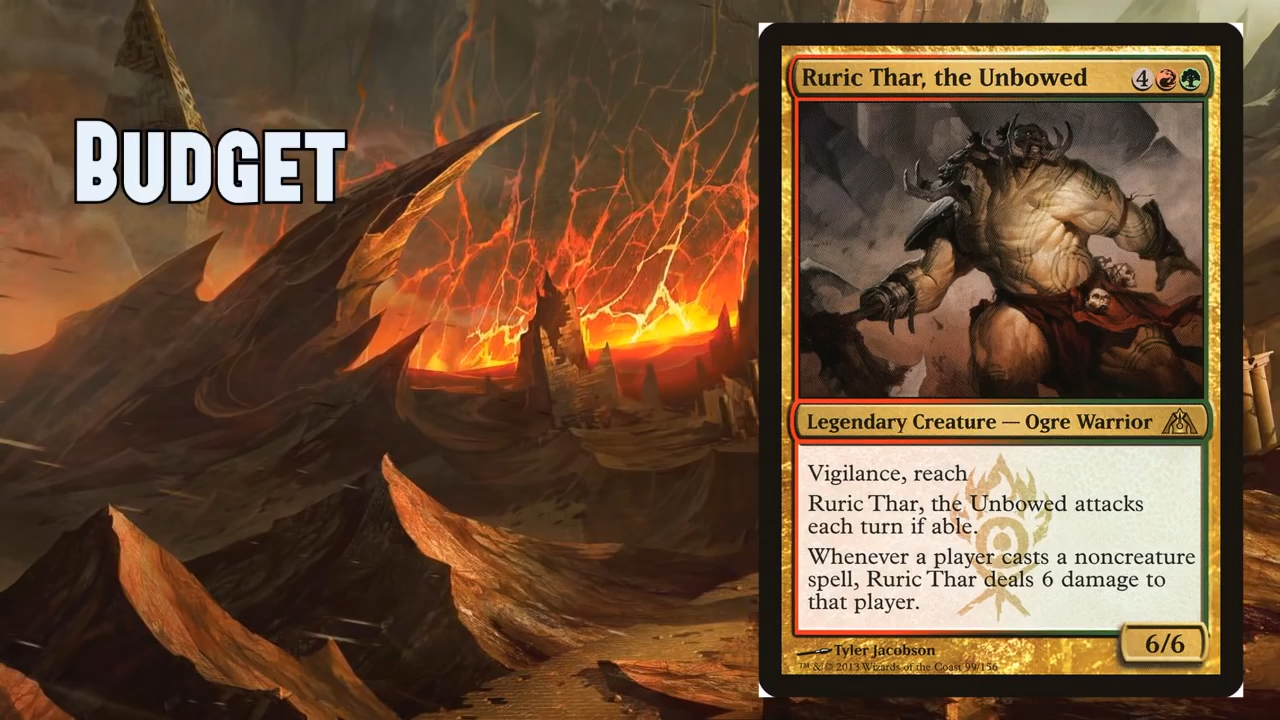 BUDGET
Ruric Thar, the Unbowed 4
Legendary Creature — Ogre Warrior
Vigilance, reach
Ruric Thar, the Unbowed attacks
each turn if able.
Whenever a player casts a noncreature
spell, Ruric Thar deals 6 damage to
that player.
6/6
Tyler Jacobson
™ & © 2013 Wizards of the Coast 99/156